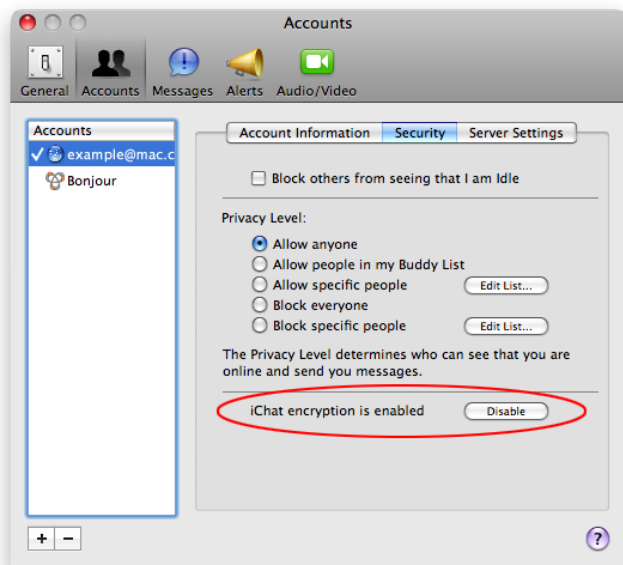 Accounts
General Accounts Messages Alerts Audio/Video
Accounts
example@mac.c
Bonjour
Account Information Security Server Settings
Block others from seeing that I am Idle
Privacy Level:
Allow anyone
Allow people in my Buddy List
Allow specific people Edit List...
Block everyone
Block specific people Edit List...
The Privacy Level determines who can see that you are
online and send you messages.
iChat encryption is enabled Disable
+ − ?